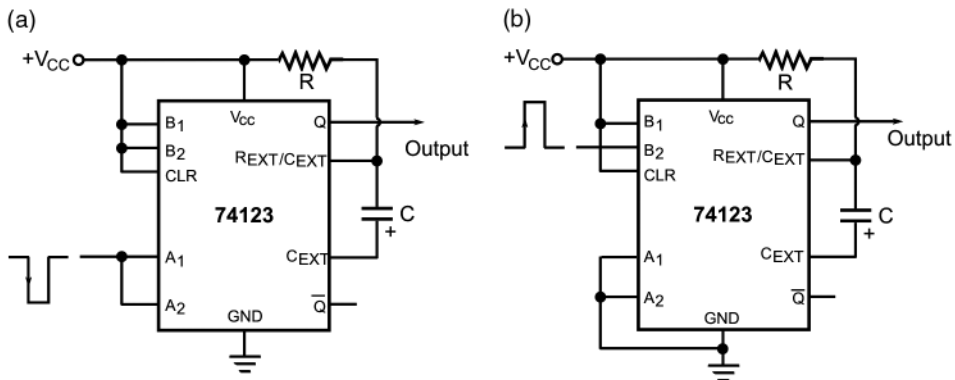 (a)
+VCC
R
VCC
B1
Q
B2
Output
REXT/CEXT
CLR
74123
C
+
A1
CEXT
A2
Q̅
GND
(b)
+VCC
R
VCC
B1
Q
B2
Output
REXT/CEXT
CLR
74123
C
+
A1
CEXT
A2
Q̅
GND